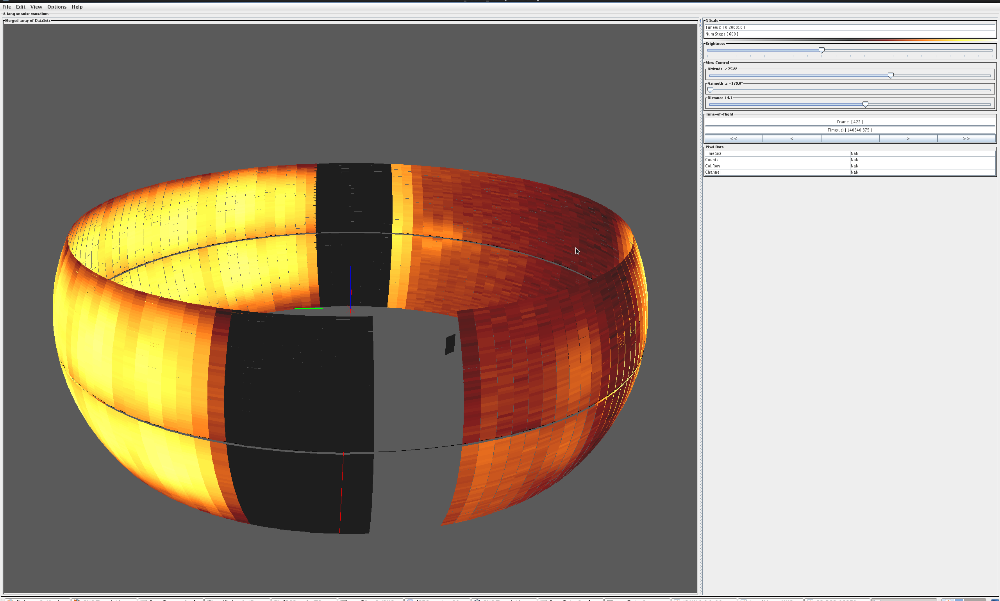 File Edit View Options Help
A long annular vanadium
Merged array of DataSets
X Scale
Time(us) [ 0:200010 ]
Num Steps [ 600 ]
Brightness
View Control
Altitude ∠ 25.8°
Azimuth ∠ -179.0°
Distance 14.1
Time-of-flight
Frame [ 422 ]
Time(us) [ 140840.375 ]
<< < || > >>
Pixel Data
Time(us) NaN
Counts NaN
Col,Row NaN
Channel NaN